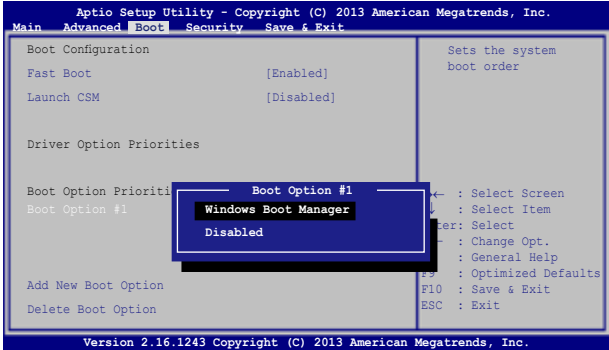 Aptio Setup Utility - Copyright (C) 2013 American Megatrends, Inc.
Main Advanced Boot Security Save & Exit
Boot Configuration
Fast Boot [Enabled]
Launch CSM [Disabled]
Driver Option Priorities
Boot Option Prioriti
Boot Option #1
Add New Boot Option
Delete Boot Option
Boot Option #1
Windows Boot Manager
Disabled
Sets the system
boot order
← : Select Screen
↓ : Select Item
er: Select
: Change Opt.
: General Help
F9 : Optimized Defaults
F10 : Save & Exit
ESC : Exit
Version 2.16.1243 Copyright (C) 2013 American Megatrends, Inc.